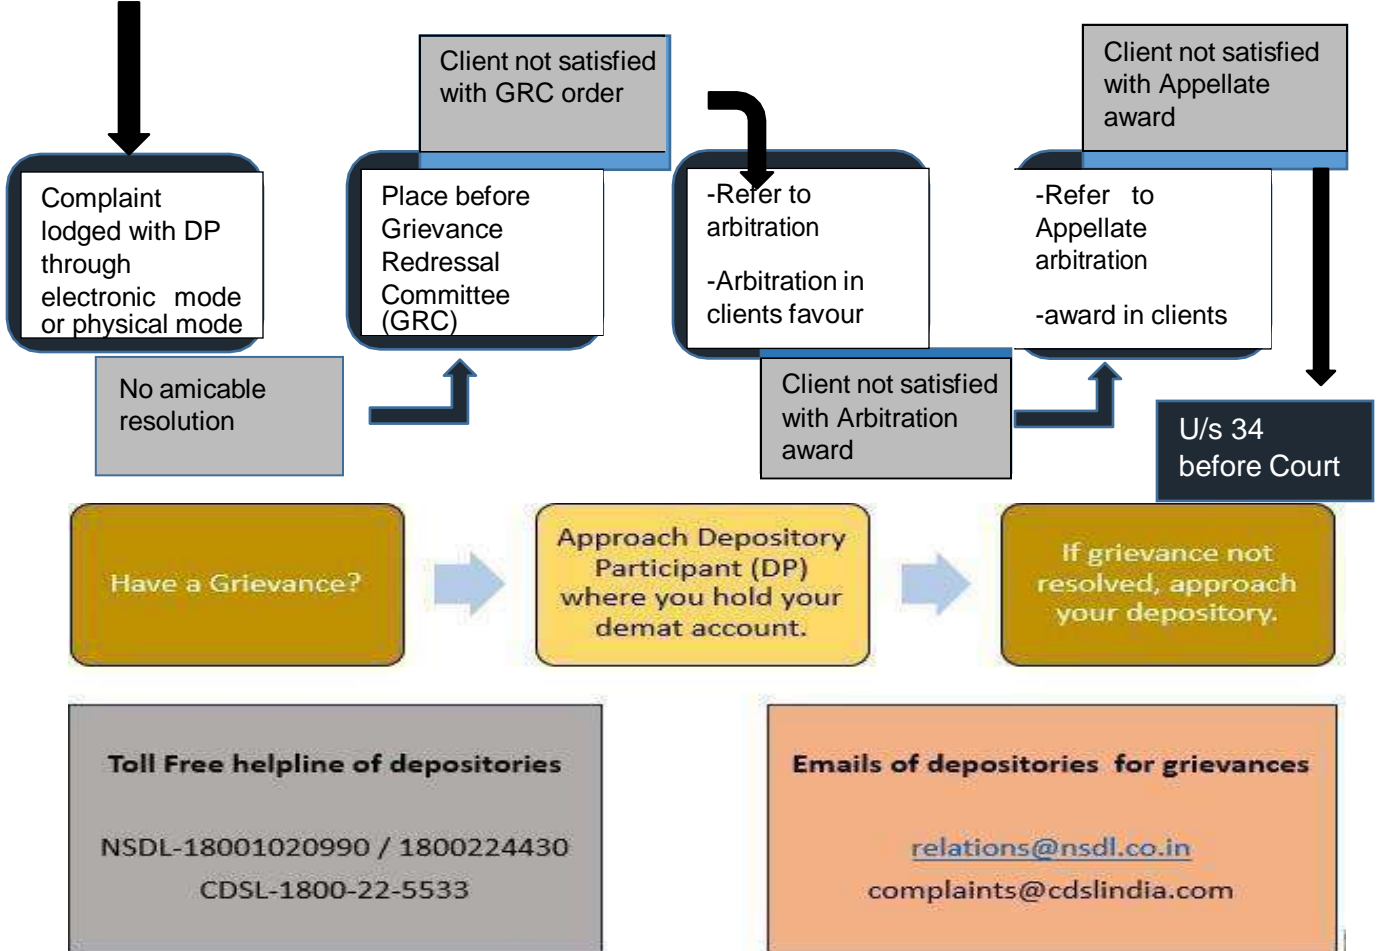 Client not satisfied
with GRC order
Client not satisfied
with Appellate
award
Complaint
lodged with DP
through
electronic mode
or physical mode
Place before
Grievance
Redressal
Committee
(GRC)
-Refer to
arbitration
-Arbitration in
clients favour
-Refer to
Appellate
arbitration
-award in clients
No amicable
resolution
Client not satisfied
with Arbitration
award
U/s 34
before Court
Have a Grievance?
Approach Depository
Participant (DP)
where you hold your
demat account.
If grievance not
resolved, approach
your depository.
Toll Free helpline of depositories
NSDL-18001020990 / 1800224430
CDSL-1800-22-5533
Emails of depositories for grievances
relations@nsdl.co.in
complaints@cdslindia.com